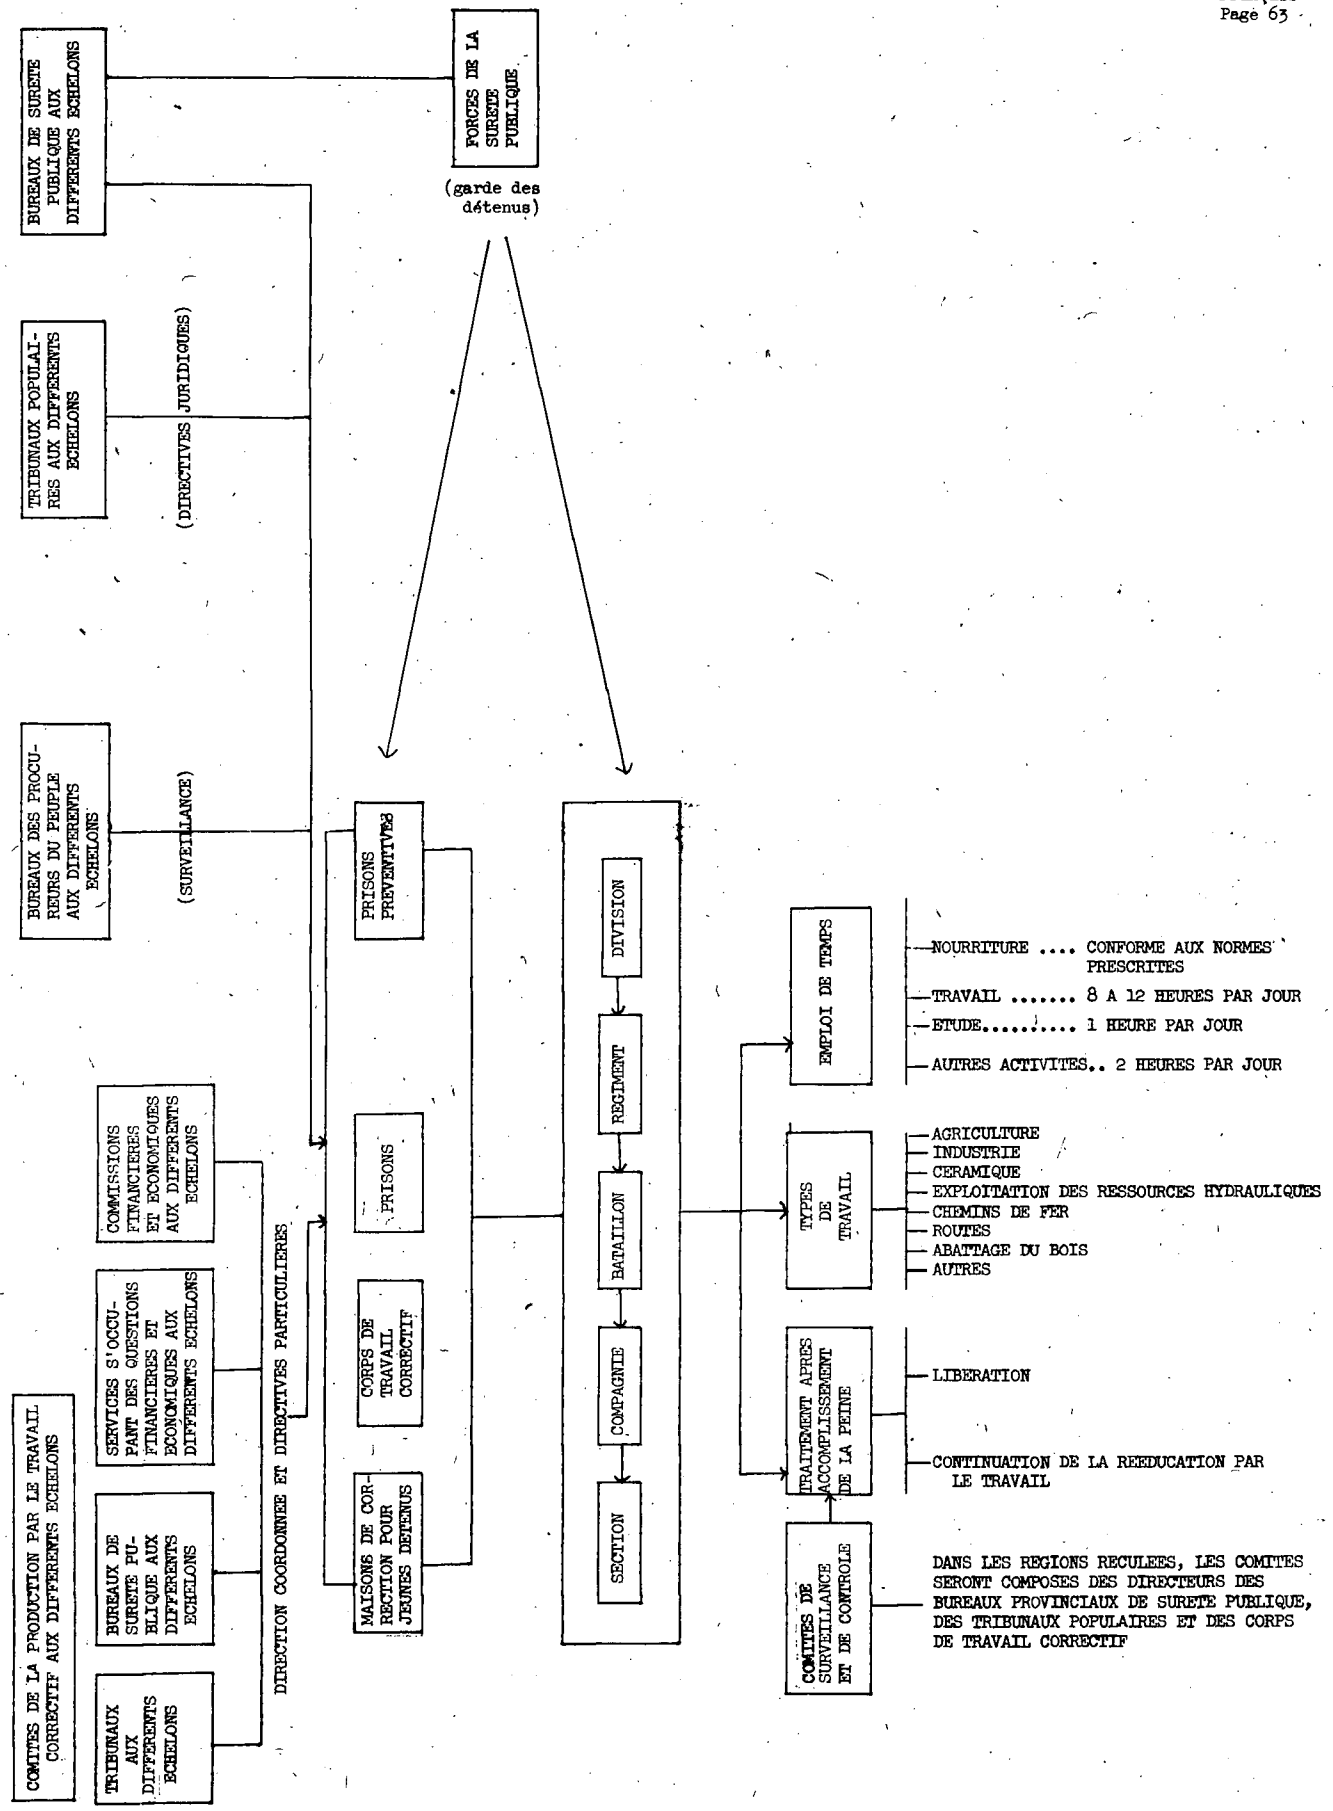 Page 63
BUREAUX DE SURETE
PUBLIQUE AUX
DIFFERENTS ECHELONS
FORCES DE LA
SURETE
PUBLIQUE
(garde des
détenus)
TRIBUNAUX POPULAI-
RES AUX DIFFERENTS
ECHELONS
(DIRECTIVES JURIDIQUES)
BUREAUX DES PROCU-
REURS DU PEUPLE
AUX DIFFERENTS
ECHELONS
(SURVEILLANCE)
COMITES DE LA PRODUCTION PAR LE TRAVAIL
CORRECTIF AUX DIFFERENTS ECHELONS
COMMISSIONS
FINANCIERES
ET ECONOMIQUES
AUX DIFFERENTS
ECHELONS
SERVICES S'OCCU-
PANT DES QUESTIONS
FINANCIERES ET
ECONOMIQUES AUX
DIFFERENTS ECHELONS
BUREAUX DE
SURETE PU-
BLIQUE AUX
DIFFERENTS
ECHELONS
TRIBUNAUX
AUX
DIFFERENTS
ECHELONS
DIRECTION COORDONNEE ET DIRECTIVES PARTICULIERES
PRISONS
PREVENTIVES
PRISONS
CORPS DE
TRAVAIL
CORRECTIF
MAISONS DE COR-
RECTION POUR
JEUNES DETENUS
DIVISION
REGIMENT
BATAILLON
COMPAGNIE
SECTION
EMPLOI DE TEMPS
NOURRITURE .... CONFORME AUX NORMES
PRESCRITES
TRAVAIL ....... 8 A 12 HEURES PAR JOUR
ETUDE.......... 1 HEURE PAR JOUR
AUTRES ACTIVITES.. 2 HEURES PAR JOUR
TYPES
DE
TRAVAIL
AGRICULTURE
INDUSTRIE
CERAMIQUE
EXPLOITATION DES RESSOURCES HYDRAULIQUES
CHEMINS DE FER
ROUTES
ABATTAGE DU BOIS
AUTRES
TRAITEMENT APRES
ACCOMPLISSEMENT
DE LA PEINE
LIBERATION
CONTINUATION DE LA REEDUCATION PAR
LE TRAVAIL
COMITES DE
SURVEILLANCE
ET DE CONTROLE
DANS LES REGIONS RECULEES, LES COMITES
SERONT COMPOSES DES DIRECTEURS DES
BUREAUX PROVINCIAUX DE SURETE PUBLIQUE,
DES TRIBUNAUX POPULAIRES ET DES CORPS
DE TRAVAIL CORRECTIF